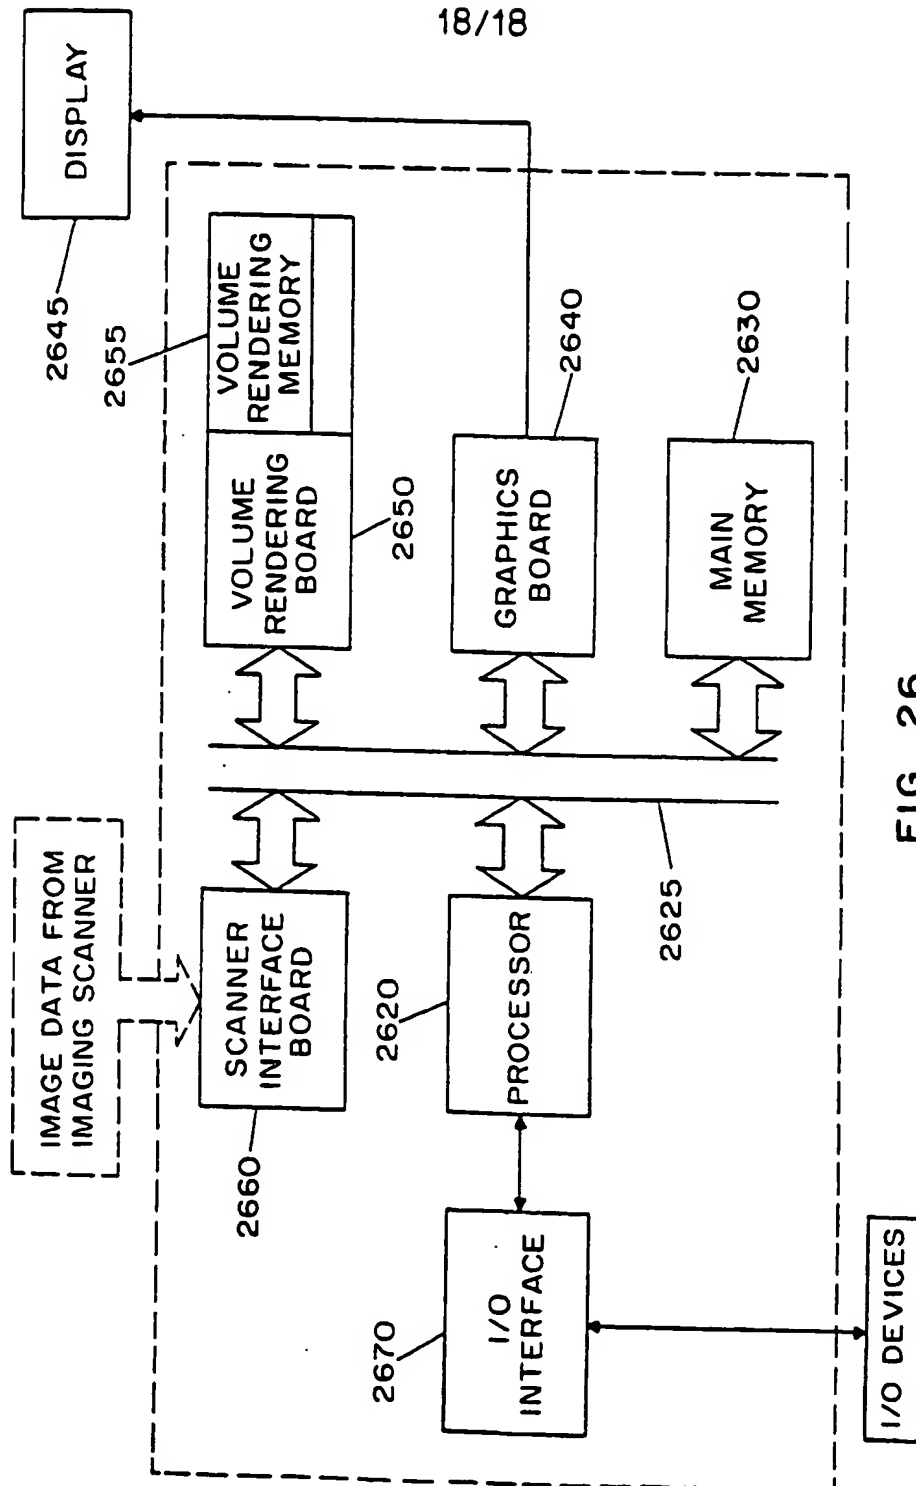 18/18
IMAGE DATA FROM
IMAGING SCANNER
DISPLAY
2645
2655
VOLUME
RENDERING
MEMORY
VOLUME
RENDERING
BOARD
2650
SCANNER
INTERFACE
BOARD
2660
GRAPHICS
BOARD
2640
PROCESSOR
2620
MAIN
MEMORY
2630
2625
I/O
INTERFACE
2670
I/O DEVICES
FIG. 26